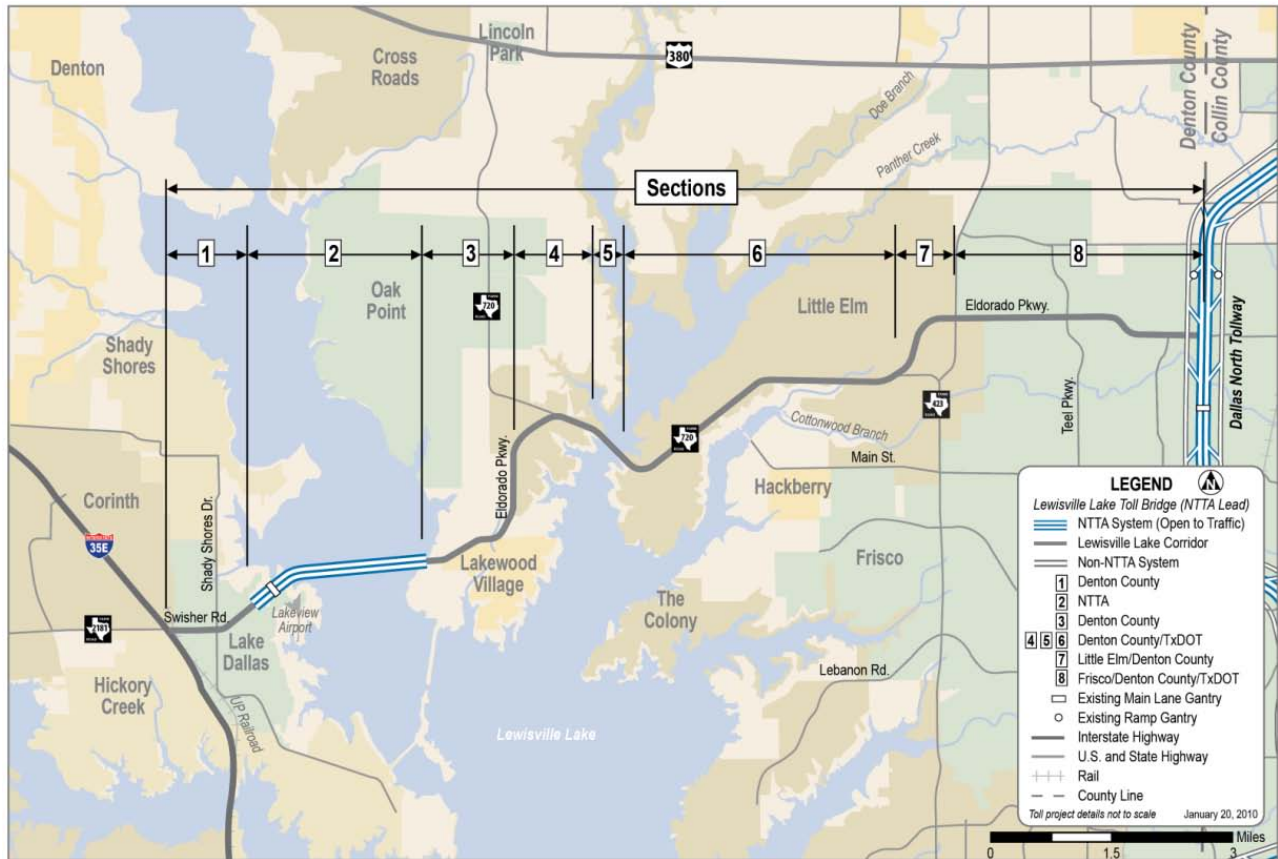 Denton
Cross
Roads
Lincoln
Park
380
Doe Branch
Panther Creek
Denton County
Collin County
Sections
1
2
3
4
5
6
7
8
Oak
Point
720
Little Elm
Eldorado Pkwy.
Shady
Shores
Dallas North Tollway
Teel Pkwy.
423
Cottonwood Branch
Main St.
720
Hackberry
Eldorado Pkwy.
Corinth
35E
Shady Shores Dr.
Lakewood
Village
Frisco
The
Colony
Swisher Rd.
2181
Lakeview
Airport
Lake
Dallas
Hickory
Creek
UP Railroad
Lebanon Rd.
Lewisville Lake
LEGEND
N
Lewisville Lake Toll Bridge (NTTA Lead)
NTTA System (Open to Traffic)
Lewisville Lake Corridor
Non-NTTA System
1 Denton County
2 NTTA
3 Denton County
4 5 6 Denton County/TxDOT
7 Little Elm/Denton County
8 Frisco/Denton County/TxDOT
Existing Main Lane Gantry
Existing Ramp Gantry
Interstate Highway
U.S. and State Highway
Rail
County Line
Toll project details not to scale January 20, 2010
Miles
0 1.5 3